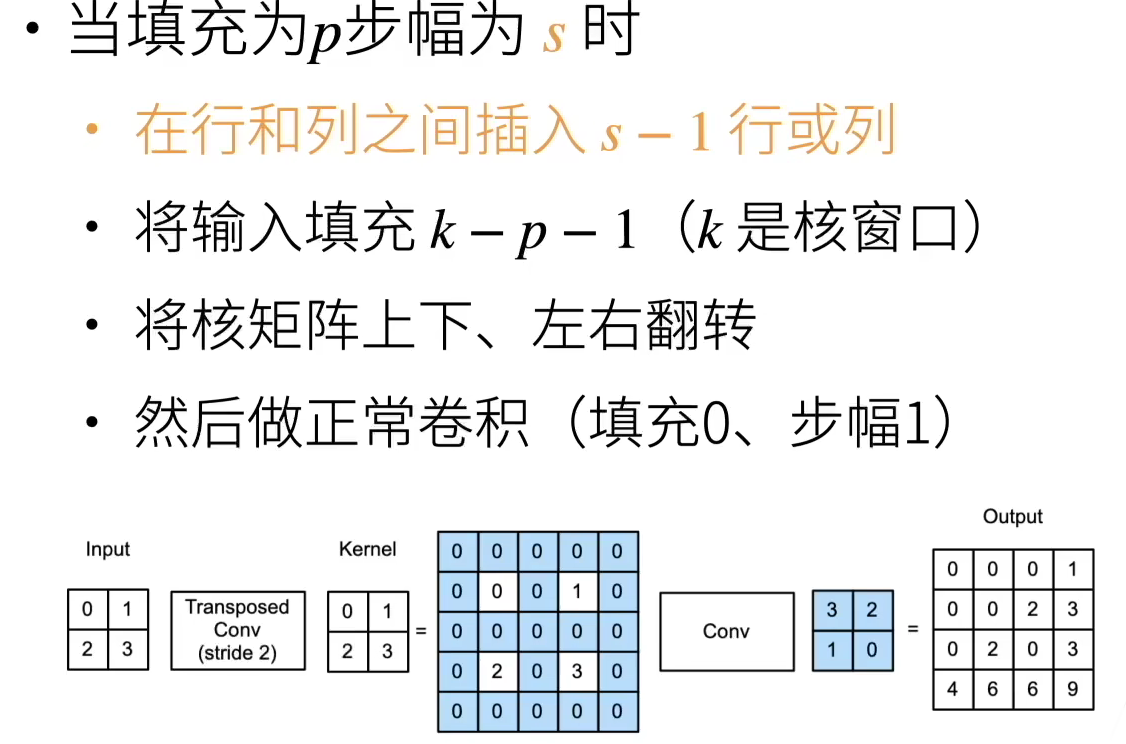 • 当填充为p步幅为 s 时
• 在行和列之间插入 s − 1 行或列
• 将输入填充 k − p − 1（k 是核窗口）
• 将核矩阵上下、左右翻转
• 然后做正常卷积（填充0、步幅1）
Input
0 1
2 3
Transposed
Conv
(stride 2)
Kernel
0 1
2 3
=
0 0 0 0 0
0 0 0 1 0
0 0 0 0 0
0 2 0 3 0
0 0 0 0 0
Conv
3 2
1 0
=
Output
0 0 0 1
0 0 2 3
0 2 0 3
4 6 6 9